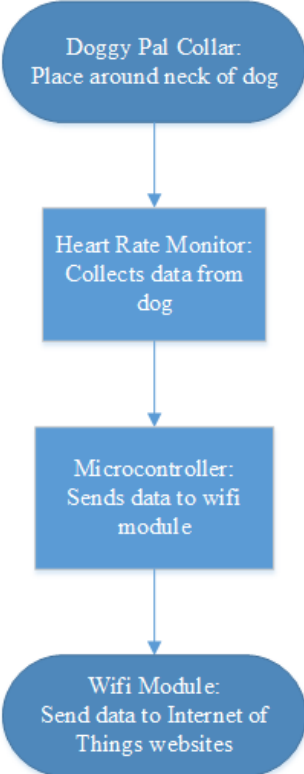 Doggy Pal Collar:
Place around neck of dog
Heart Rate Monitor:
Collects data from
dog
Microcontroller:
Sends data to wifi
module
Wifi Module:
Send data to Internet of
Things websites